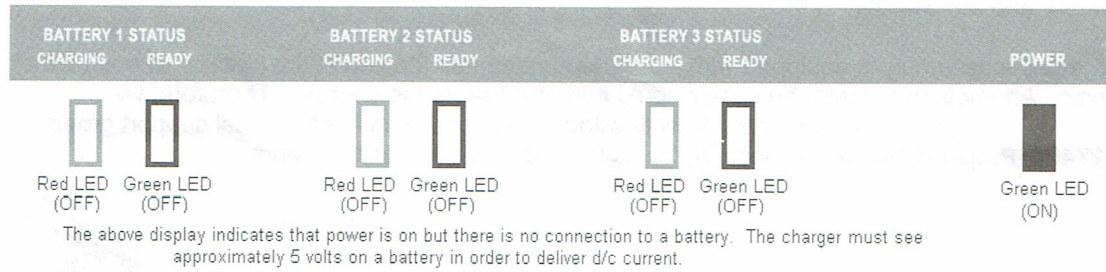 BATTERY 1 STATUS BATTERY 2 STATUS BATTERY 3 STATUS
CHARGING READY CHARGING READY CHARGING READY POWER
Red LED Green LED Red LED Green LED Red LED Green LED Green LED
(OFF) (OFF) (OFF) (OFF) (OFF) (OFF) (ON)
The above display indicates that power is on but there is no connection to a battery. The charger must see
approximately 5 volts on a battery in order to deliver d/c current.